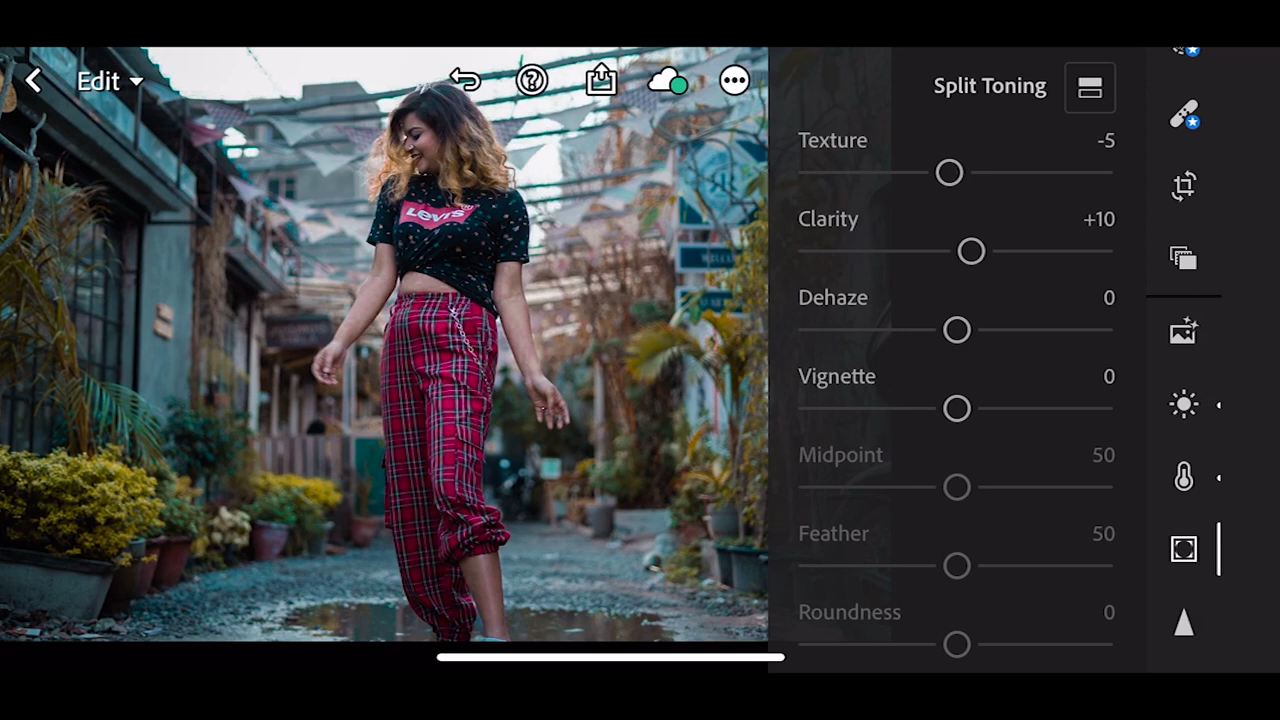 Edit
Split Toning
Texture -5
Clarity +10
Dehaze 0
Vignette 0
Midpoint 50
Feather 50
Roundness 0
Levi's